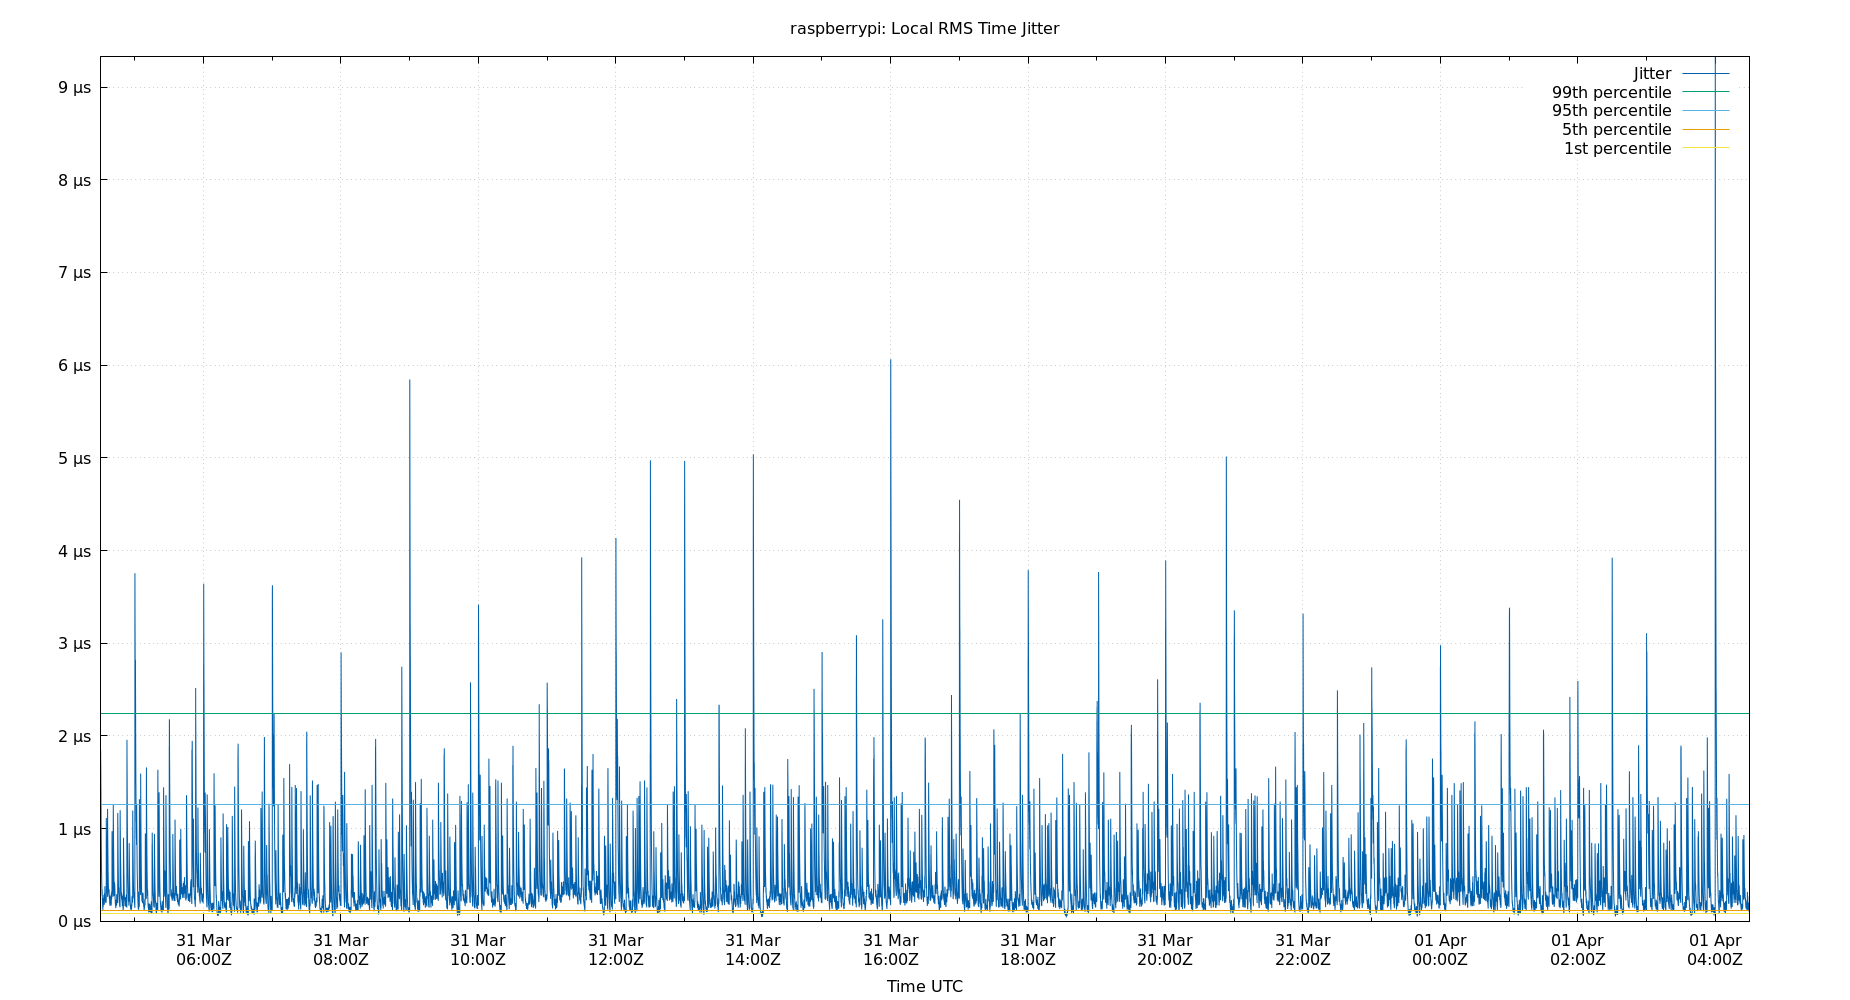 raspberrypi: Local RMS Time Jitter
Jitter
99th percentile
95th percentile
5th percentile
1st percentile
9 µs
8 µs
7 µs
6 µs
5 µs
4 µs
3 µs
2 µs
1 µs
0 µs
31 Mar 31 Mar 31 Mar 31 Mar 31 Mar 31 Mar 31 Mar 31 Mar 31 Mar 01 Apr 01 Apr 01 Apr
06:00Z 08:00Z 10:00Z 12:00Z 14:00Z 16:00Z 18:00Z 20:00Z 22:00Z 00:00Z 02:00Z 04:00Z
Time UTC